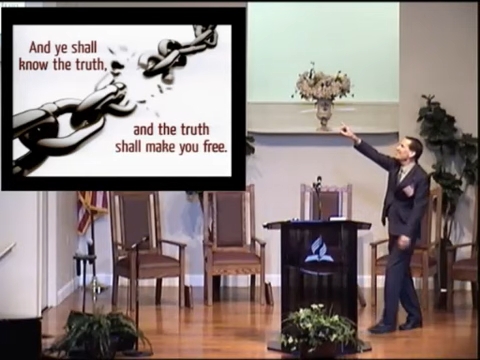 And ye shall
know the truth,
and the truth
shall make you free.